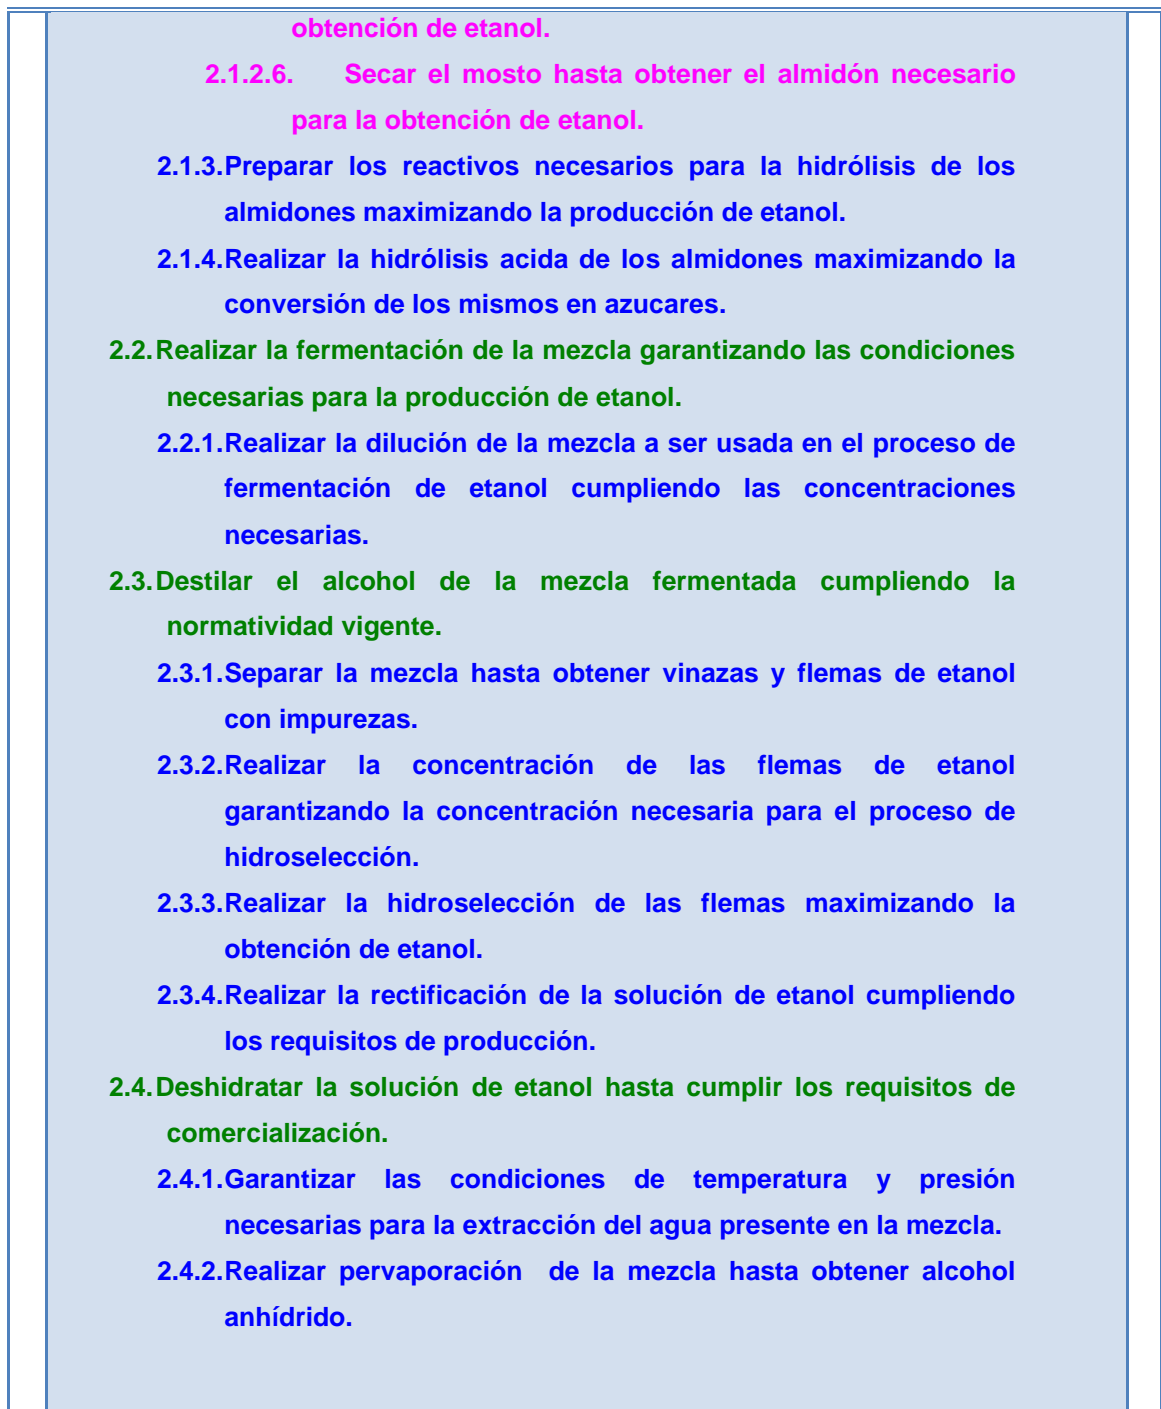 obtención de etanol.
2.1.2.6. Secar el mosto hasta obtener el almidón necesario
para la obtención de etanol.
2.1.3.Preparar los reactivos necesarios para la hidrólisis de los
almidones maximizando la producción de etanol.
2.1.4.Realizar la hidrólisis acida de los almidones maximizando la
conversión de los mismos en azucares.
2.2.Realizar la fermentación de la mezcla garantizando las condiciones
necesarias para la producción de etanol.
2.2.1.Realizar la dilución de la mezcla a ser usada en el proceso de
fermentación de etanol cumpliendo las concentraciones
necesarias.
2.3.Destilar el alcohol de la mezcla fermentada cumpliendo la
normatividad vigente.
2.3.1.Separar la mezcla hasta obtener vinazas y flemas de etanol
con impurezas.
2.3.2.Realizar la concentración de las flemas de etanol
garantizando la concentración necesaria para el proceso de
hidroselección.
2.3.3.Realizar la hidroselección de las flemas maximizando la
obtención de etanol.
2.3.4.Realizar la rectificación de la solución de etanol cumpliendo
los requisitos de producción.
2.4.Deshidratar la solución de etanol hasta cumplir los requisitos de
comercialización.
2.4.1.Garantizar las condiciones de temperatura y presión
necesarias para la extracción del agua presente en la mezcla.
2.4.2.Realizar pervaporación de la mezcla hasta obtener alcohol
anhídrido.